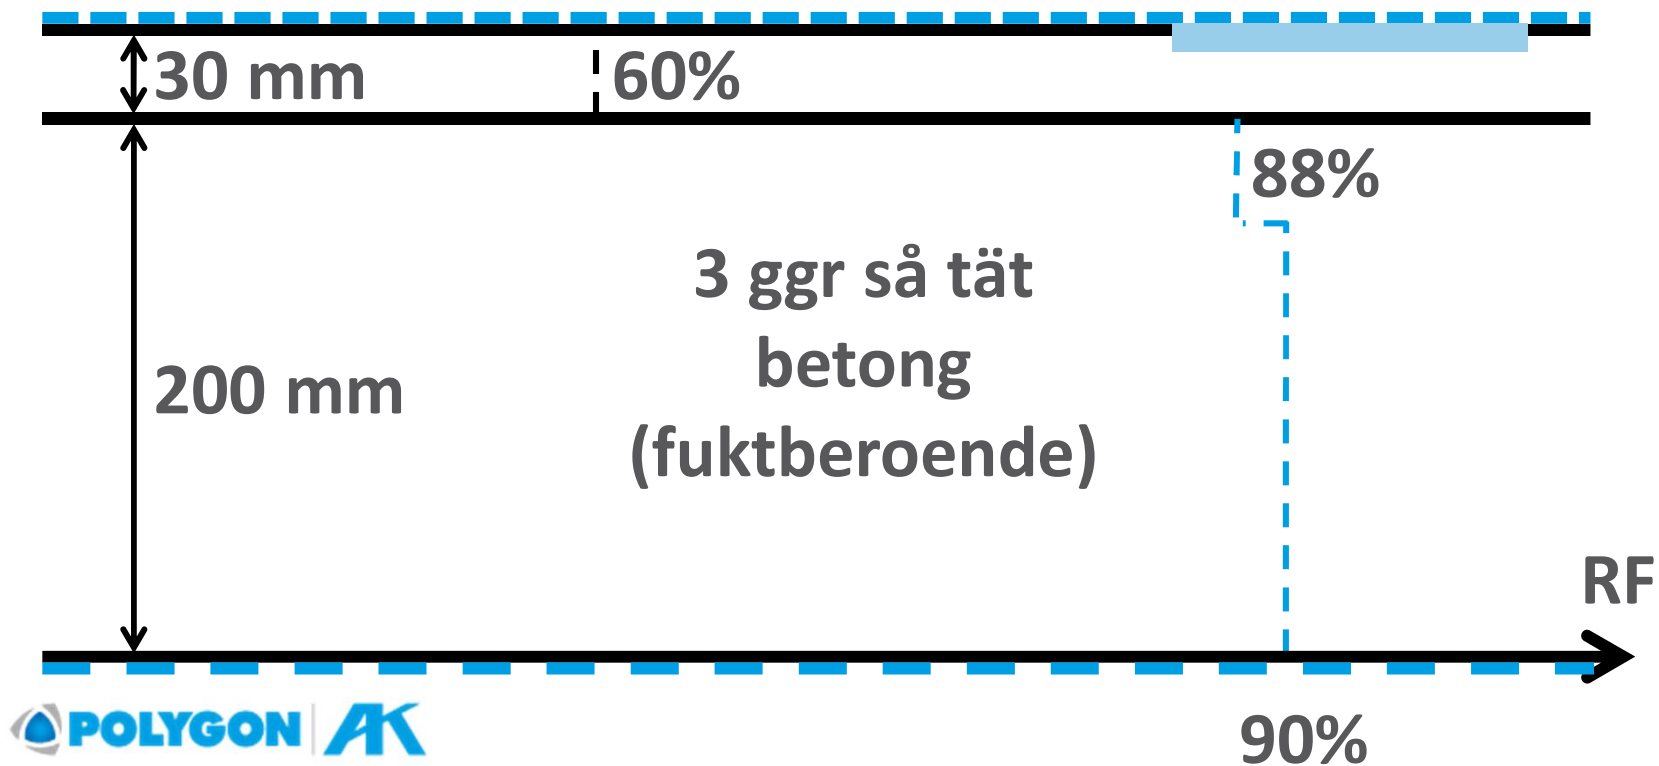 30 mm
60%
88%
3 ggr så tät
betong
(fuktberoende)
200 mm
RF
POLYGON AK
90%